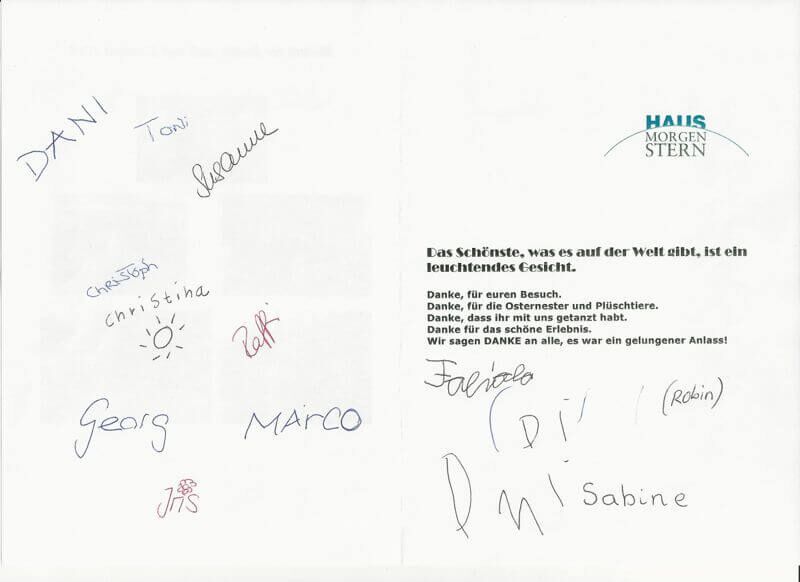 DANI
Toni
Susanne
Christoph
christina
Georg
MArCO
HAUS
MORGEN
STERN
Das Schönste, was es auf der Welt gibt, ist ein
leuchtendes Gesicht.
Danke, für euren Besuch.
Danke, für die Osternester und Plüschtiere.
Danke, dass ihr mit uns getanzt habt.
Danke für das schöne Erlebnis.
Wir sagen DANKE an alle, es war ein gelungener Anlass!
(Robin)
Sabine